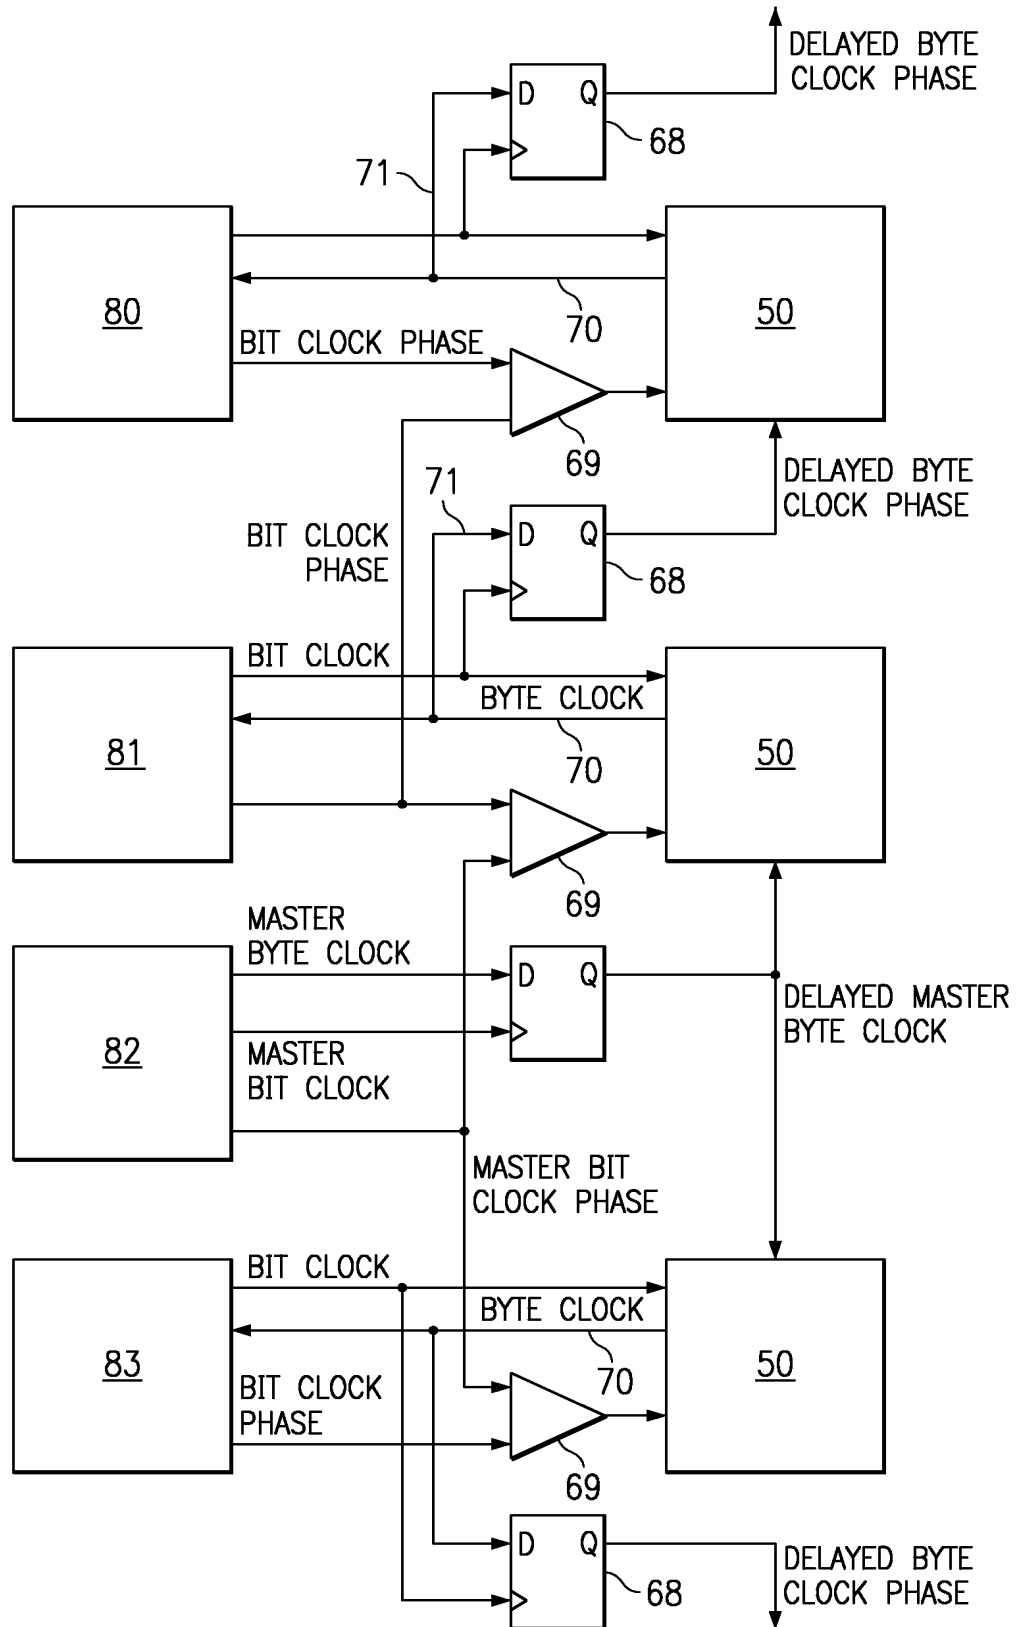 DELAYED BYTE
CLOCK PHASE
D Q
68
71
80
50
70
BIT CLOCK PHASE
69
DELAYED BYTE
CLOCK PHASE
71
BIT CLOCK
PHASE
D Q
68
BIT CLOCK
BYTE CLOCK
81
50
70
69
MASTER
BYTE CLOCK
D Q
DELAYED MASTER
BYTE CLOCK
82
MASTER
BIT CLOCK
MASTER BIT
CLOCK PHASE
BIT CLOCK
BYTE CLOCK
83
50
70
BIT CLOCK
PHASE
69
D Q
68
DELAYED BYTE
CLOCK PHASE